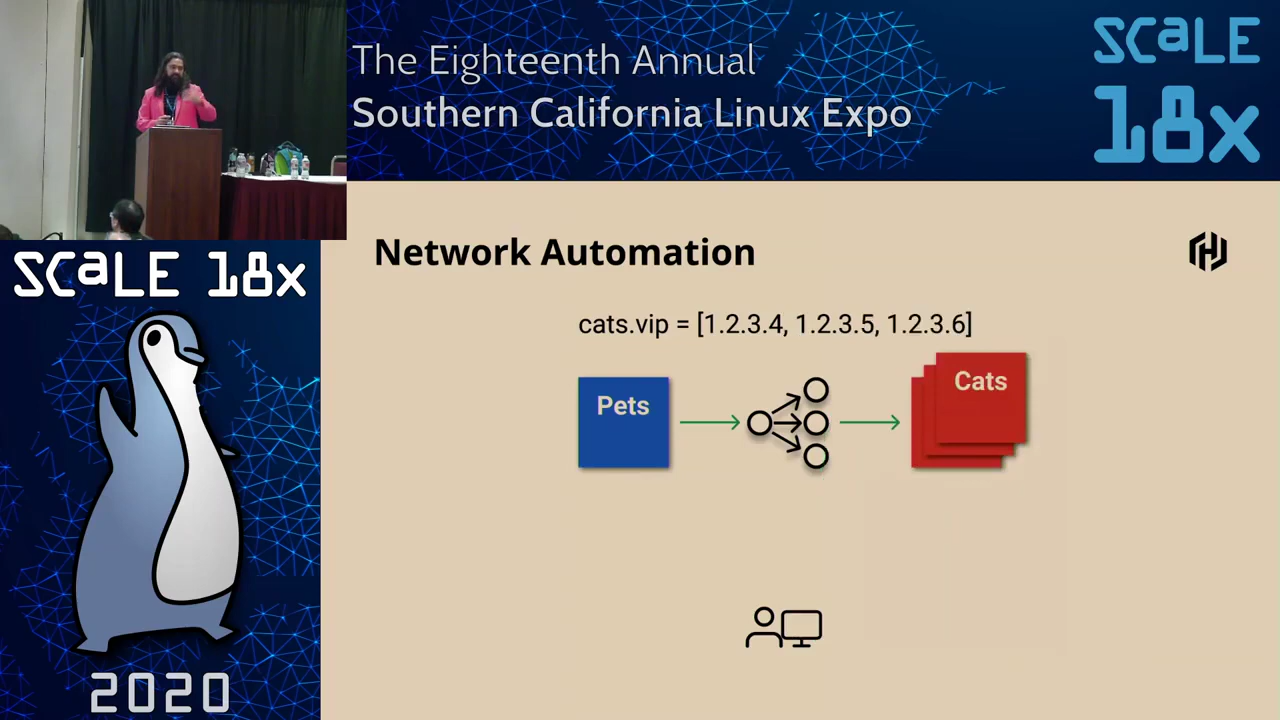 The Eighteenth Annual
Southern California Linux Expo
SCaLE
18x
SCaLE 18x
2020
Network Automation
cats.vip = [1.2.3.4, 1.2.3.5, 1.2.3.6]
Pets
Cats